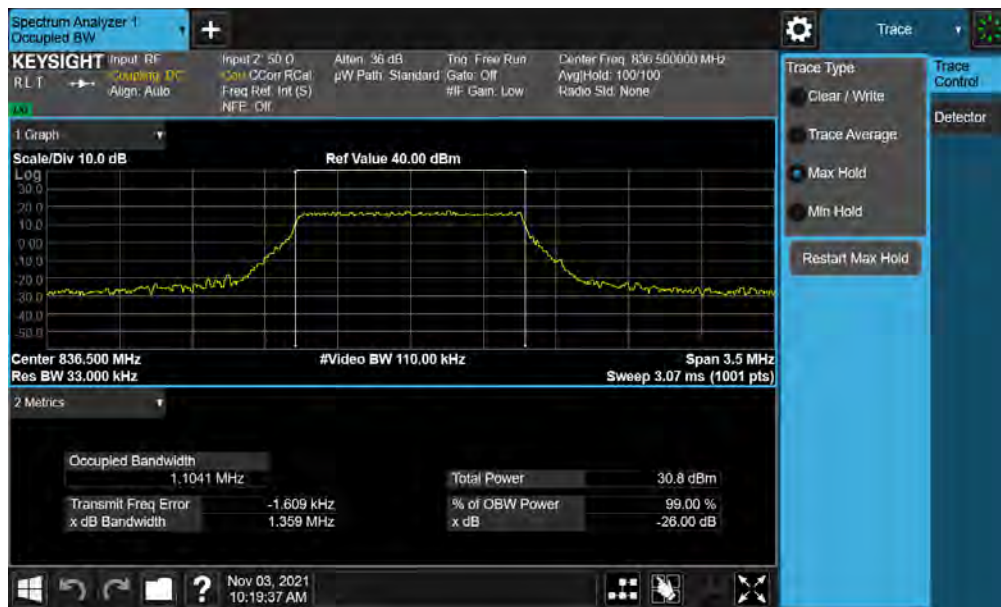 Spectrum Analyzer 1
Occupied BW
Trace
KEYSIGHT
RLT
Input: RF
Coupling: DC
Align: Auto
Input Z: 50 Ω
Corr CCorr RCal
Freq Ref: Int (S)
NFE: Off
Atten: 36 dB
µW Path: Standard
Trig: Free Run
Gate: Off
#IF Gain: Low
Center Freq: 836.500000 MHz
Avg|Hold: 100/100
Radio Std: None
1 Graph
Scale/Div 10.0 dB
Ref Value 40.00 dBm
Log
30.0
20.0
10.0
0.00
-10.0
-20.0
-30.0
-40.0
-50.0
Center 836.500 MHz
#Video BW 110.00 kHz
Span 3.5 MHz
Res BW 33.000 kHz
Sweep 3.07 ms (1001 pts)
2 Metrics
Occupied Bandwidth
1.1041 MHz
Total Power
30.8 dBm
Transmit Freq Error
-1.609 kHz
% of OBW Power
99.00 %
x dB Bandwidth
1.359 MHz
x dB
-26.00 dB
Trace Type
Clear / Write
Trace Average
Max Hold
Min Hold
Restart Max Hold
Trace
Control
Detector
?
Nov 03, 2021
10:19:37 AM